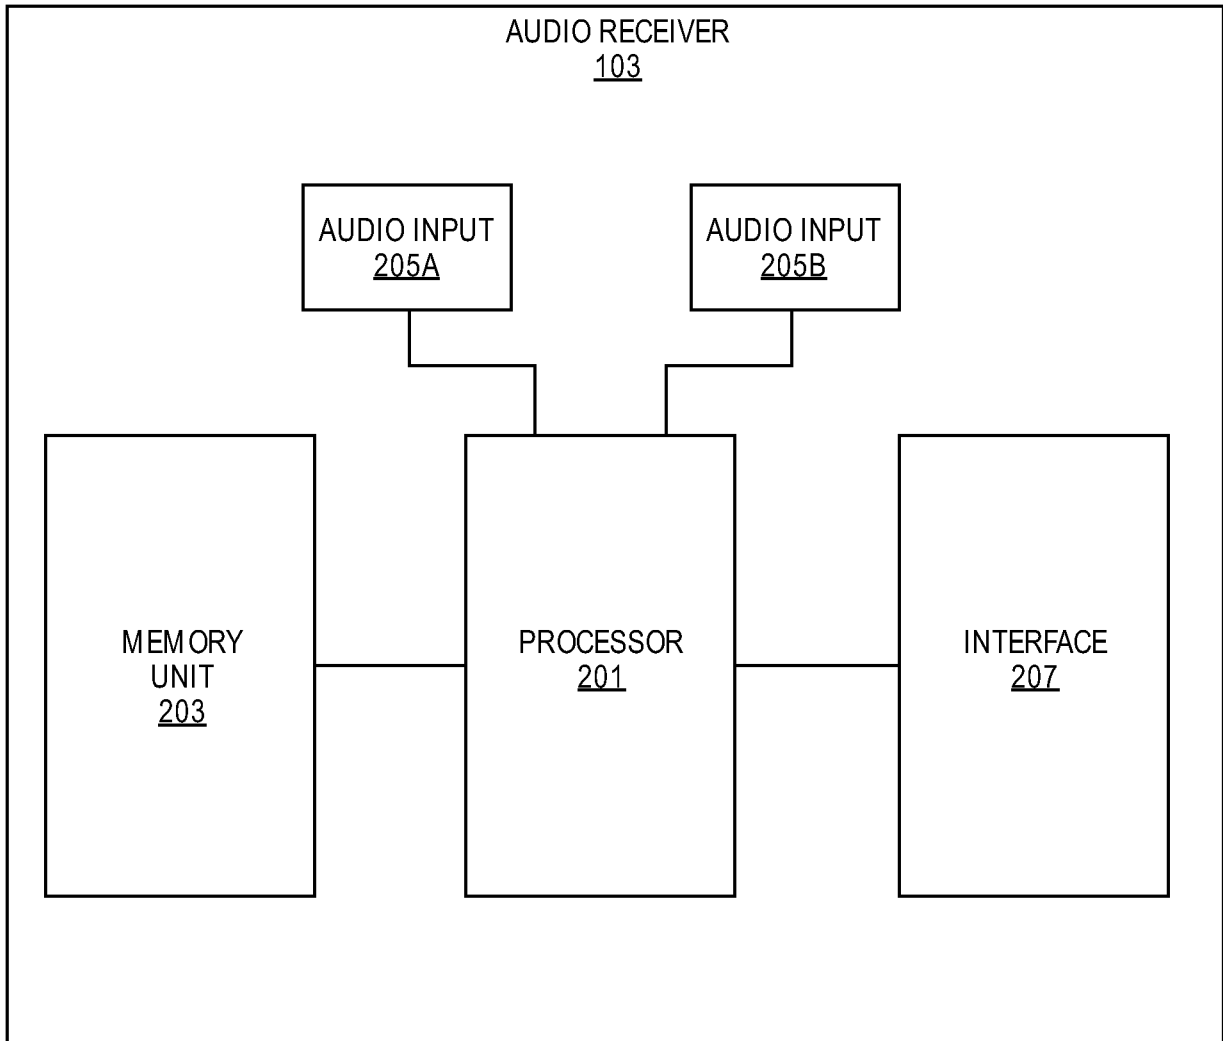 AUDIO RECEIVER
103
AUDIO INPUT
205A
AUDIO INPUT
205B
MEMORY
UNIT
203
PROCESSOR
201
INTERFACE
207